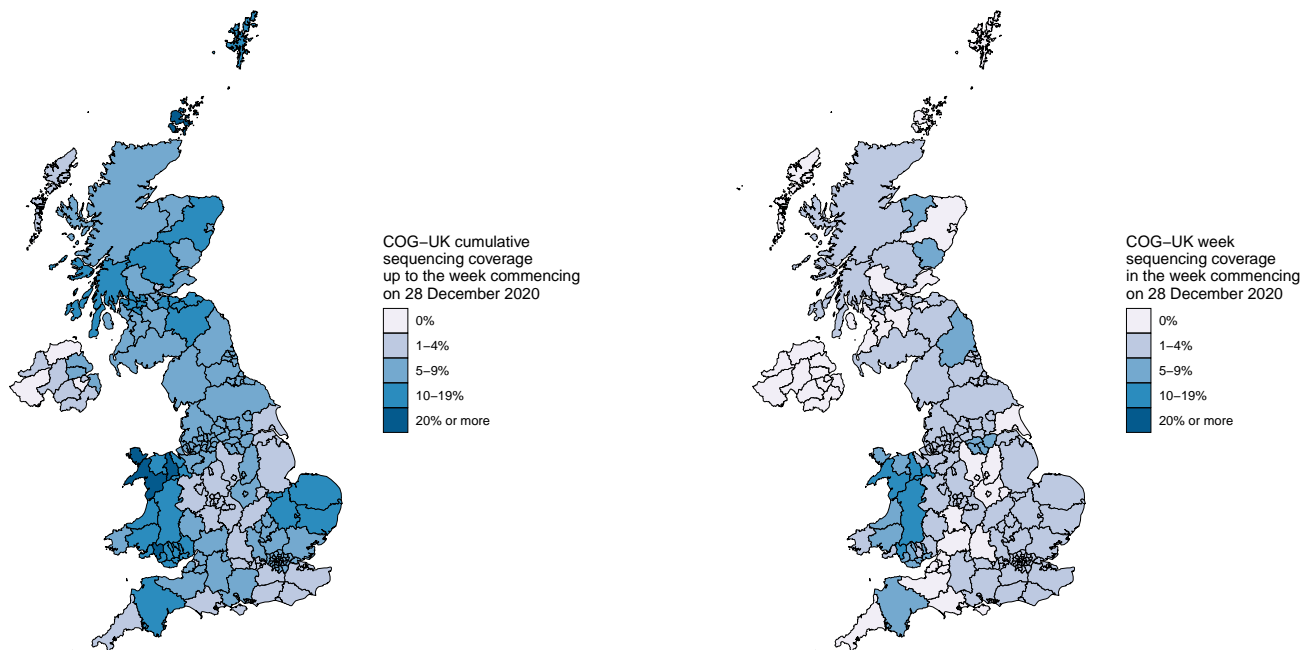 COG−UK cumulative
sequencing coverage
up to the week commencing
on 28 December 2020
0%
1−4%
5−9%
10−19%
20% or more
COG−UK week
sequencing coverage
in the week commencing
on 28 December 2020
0%
1−4%
5−9%
10−19%
20% or more